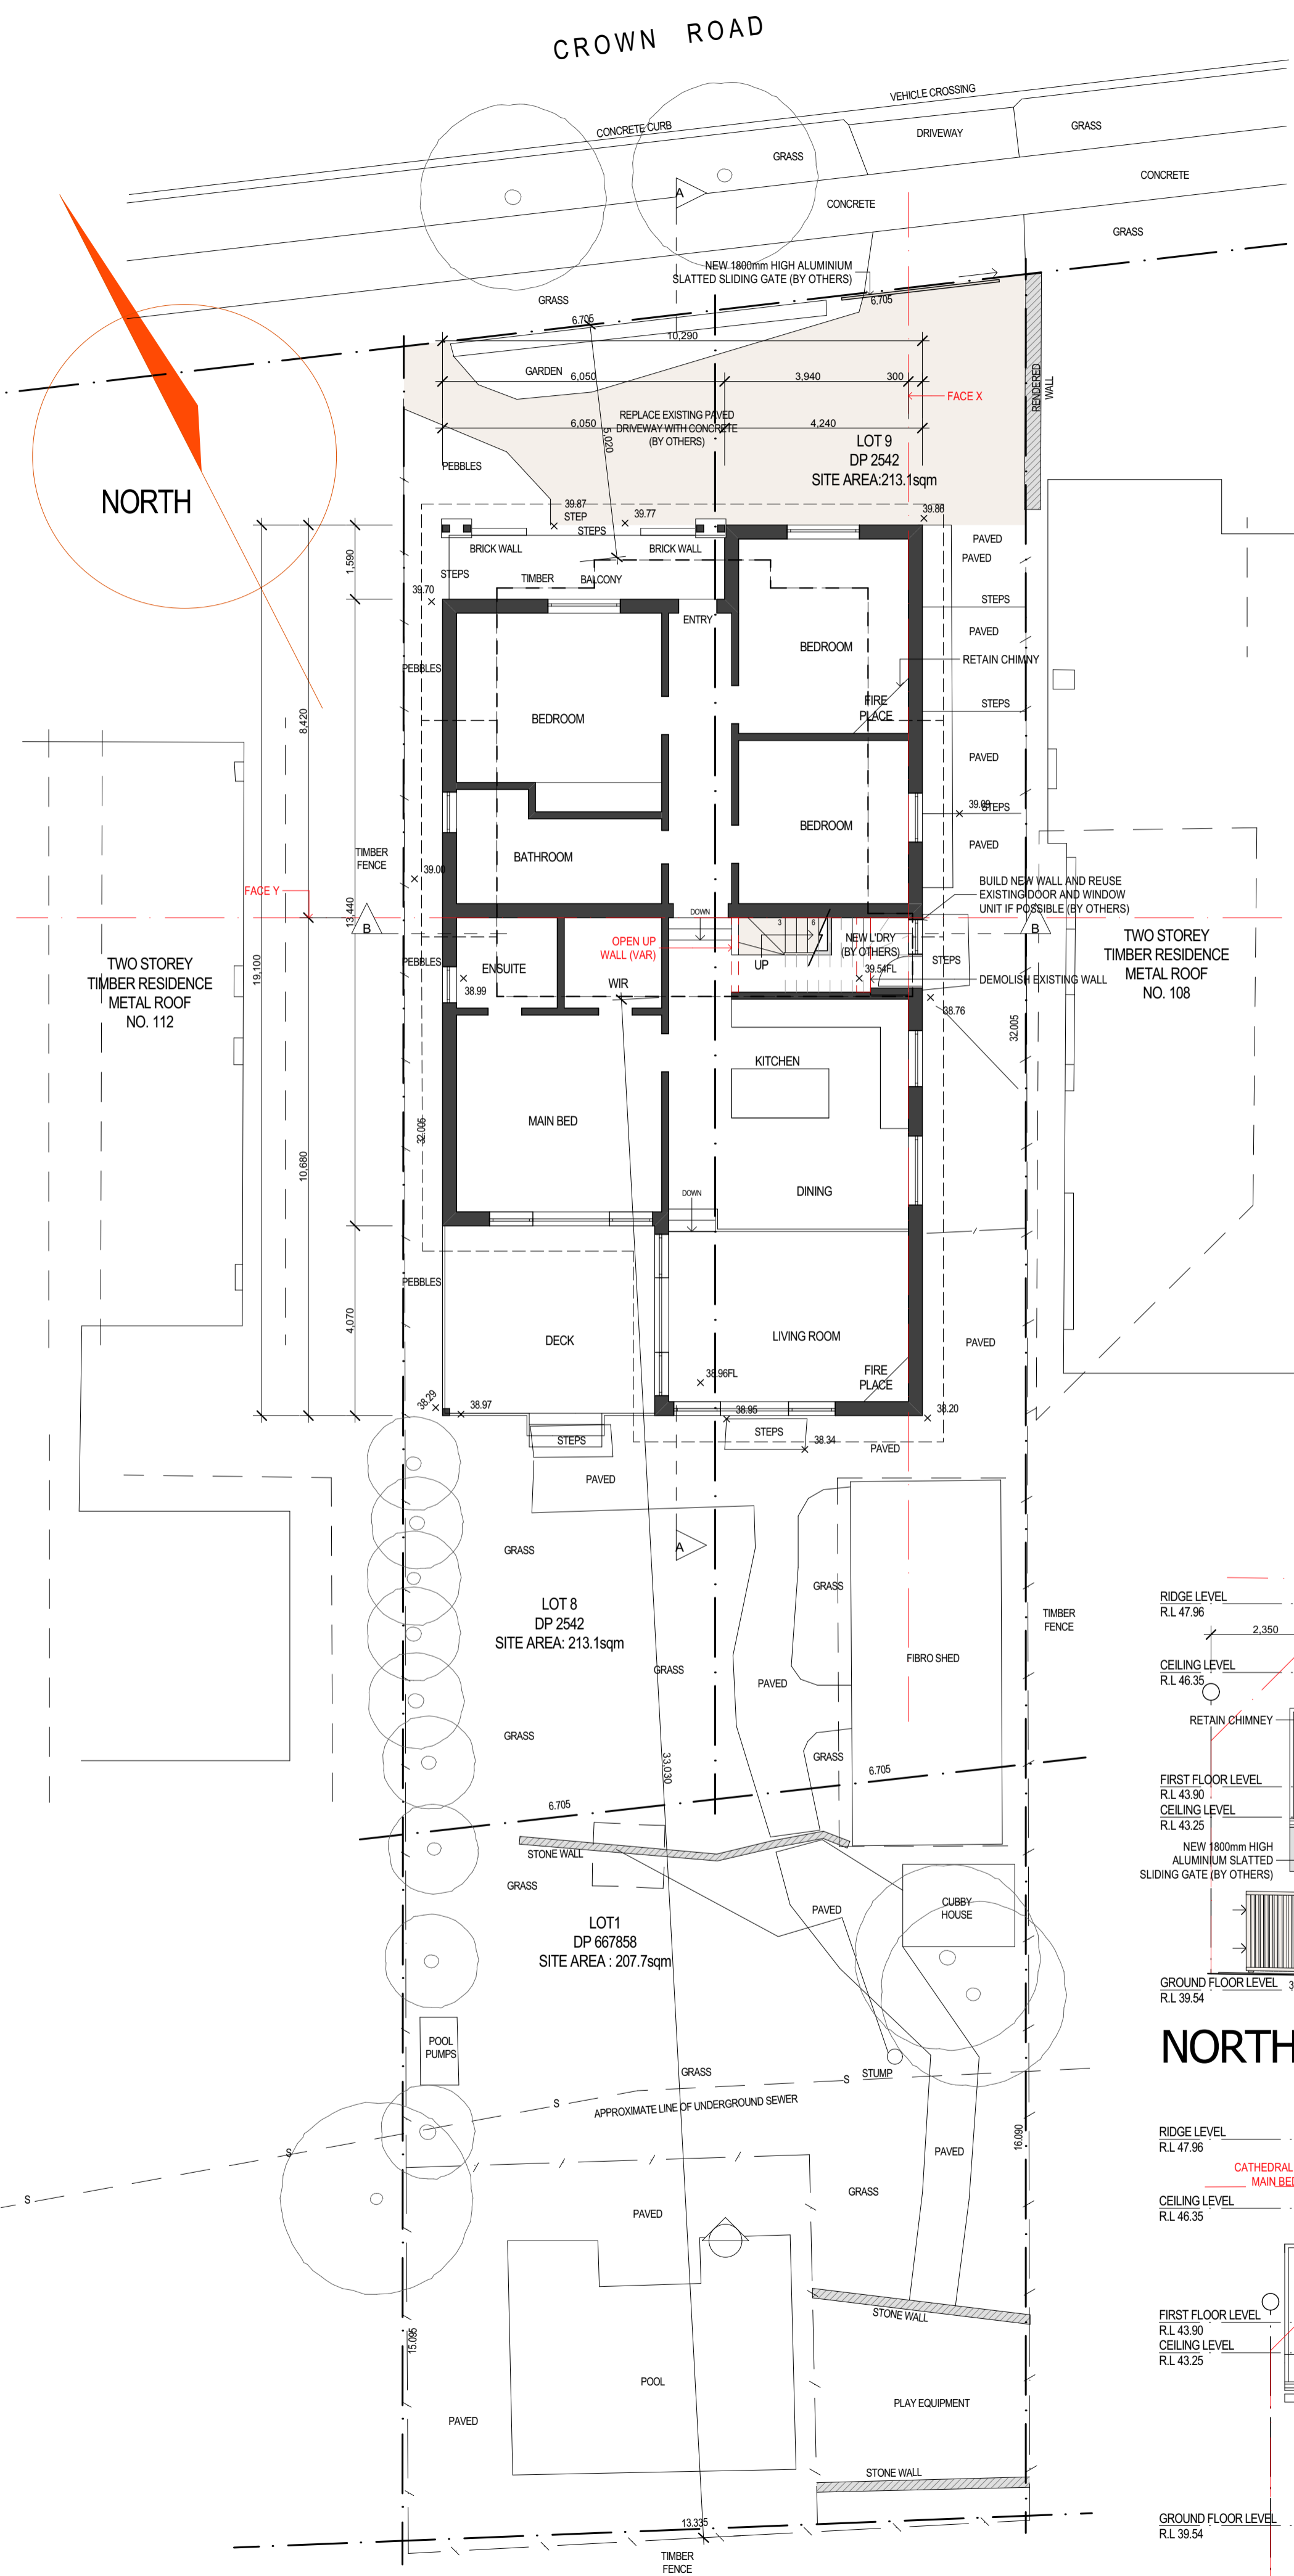 CROWN ROAD
VEHICLE CROSSING
CONCRETE CURB
DRIVEWAY
GRASS
GRASS
CONCRETE
CONCRETE
GRASS
A
NEW 1800mm HIGH ALUMINIUM
SLATTED SLIDING GATE (BY OTHERS)
GRASS
6.705
6.705
10,290
GARDEN
6,050
3,940
300
FACE X
RENDERED
WALL
REPLACE EXISTING PAVED
DRIVEWAY WITH CONCRETE
(BY OTHERS)
6,050
5,020
4,240
LOT 9
DP 2542
SITE AREA:213.1sqm
NORTH
PEBBLES
39.87
STEP
39.77
STEPS
39.86
BRICK WALL
BRICK WALL
PAVED
PAVED
1,590
STEPS
TIMBER
BALCONY
39.70
ENTRY
STEPS
PAVED
BEDROOM
RETAIN CHIMNY
PEBBLES
FIRE
PLACE
STEPS
8,420
BEDROOM
PAVED
39.09
STEPS
BEDROOM
PAVED
TIMBER
FENCE
BATHROOM
39.00
BUILD NEW WALL AND REUSE
EXISTING DOOR AND WINDOW
UNIT IF POSSIBLE (BY OTHERS)
FACE Y
13,440
B
DOWN
3
6
B
OPEN UP
WALL (VAR)
NEW L'DRY
(BY OTHERS)
UP
39.54FL
STEPS
DEMOLISH EXISTING WALL
TWO STOREY
TIMBER RESIDENCE
METAL ROOF
NO. 108
TWO STOREY
TIMBER RESIDENCE
METAL ROOF
NO. 112
19,100
PEBBLES
ENSUITE
38.99
WIR
38.76
32.005
KITCHEN
MAIN BED
32.005
10,680
DINING
DOWN
PEBBLES
4,070
DECK
LIVING ROOM
PAVED
FIRE
PLACE
38.96FL
38.29
38.97
38.95
38.20
STEPS
STEPS
38.34
PAVED
PAVED
A
GRASS
GRASS
LOT 8
DP 2542
SITE AREA: 213.1sqm
TIMBER
FENCE
GRASS
FIBRO SHED
PAVED
GRASS
GRASS
33,030
6.705
6.705
STONE WALL
GRASS
CUBBY
HOUSE
PAVED
LOT1
DP 667858
SITE AREA : 207.7sqm
POOL
PUMPS
GRASS
STUMP
S
S
APPROXIMATE LINE OF UNDERGROUND SEWER
S
S
16.090
PAVED
GRASS
PAVED
STONE WALL
15.095
POOL
PLAY EQUIPMENT
PAVED
STONE WALL
13.335
TIMBER
FENCE
RIDGE LEVEL
R.L 47.96
2,350
CEILING LEVEL
R.L 46.35
RETAIN CHIMNEY
FIRST FLOOR LEVEL
R.L 43.90
CEILING LEVEL
R.L 43.25
NEW 1800mm HIGH
ALUMINIUM SLATTED
SLIDING GATE (BY OTHERS)
GROUND FLOOR LEVEL
R.L 39.54
NORTH
RIDGE LEVEL
R.L 47.96
CATHEDRAL
MAIN BED
CEILING LEVEL
R.L 46.35
FIRST FLOOR LEVEL
R.L 43.90
CEILING LEVEL
R.L 43.25
GROUND FLOOR LEVEL
R.L 39.54